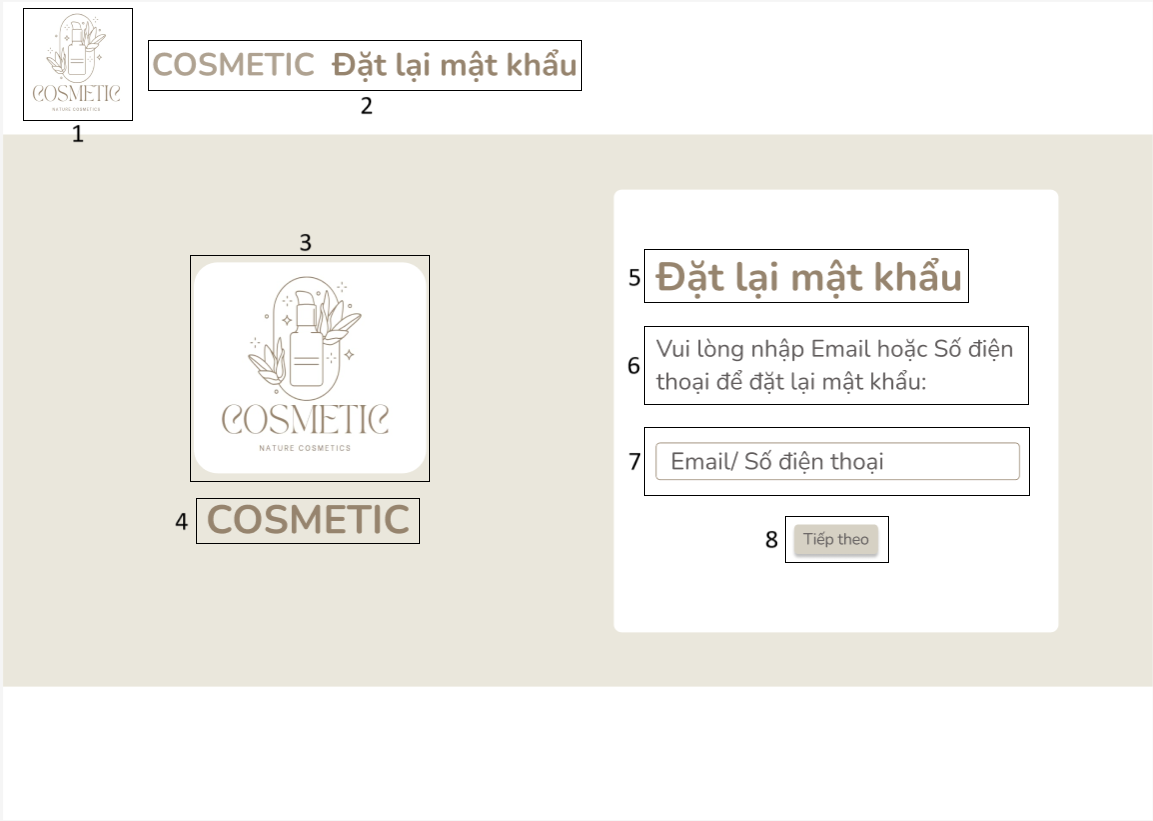 COSMETIC
NATURE COSMETICS
1
COSMETIC Đặt lại mật khẩu
2
3
COSMETIC
NATURE COSMETICS
4 COSMETIC
5 Đặt lại mật khẩu
6 Vui lòng nhập Email hoặc Số điện
thoại để đặt lại mật khẩu:
7 Email/ Số điện thoại
8 Tiếp theo